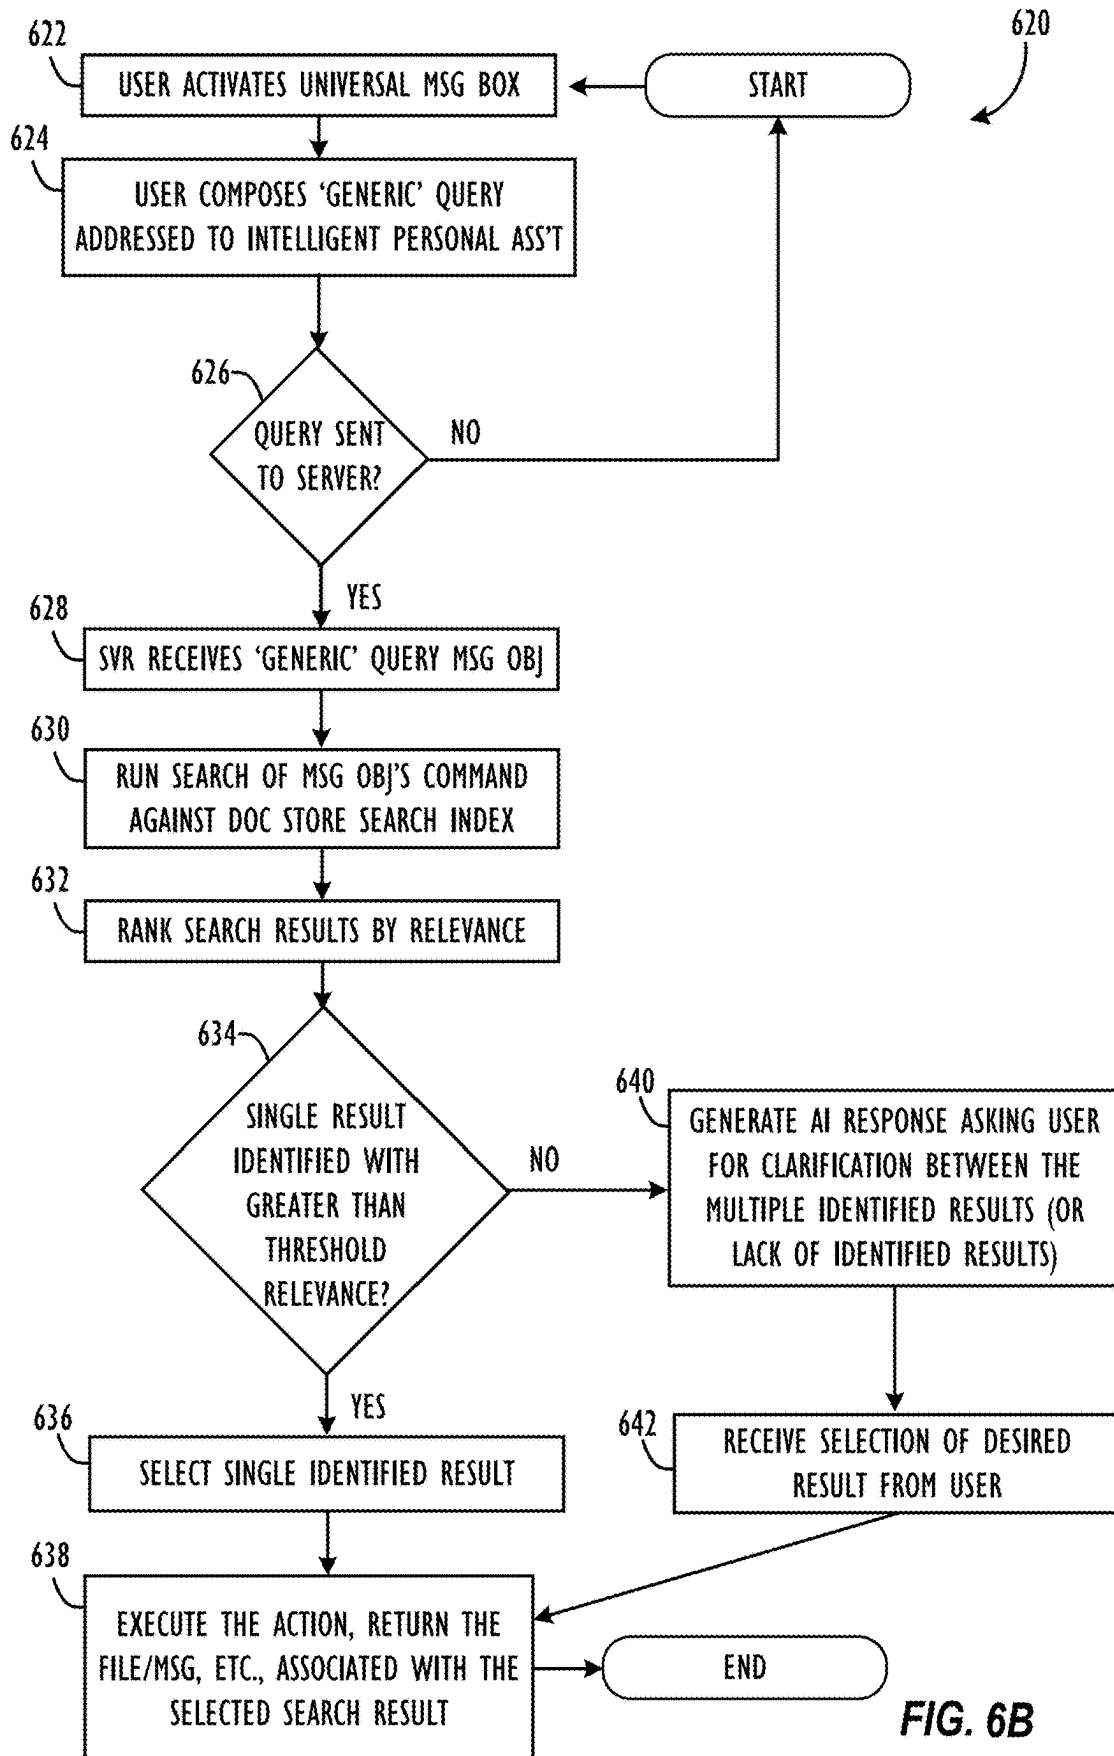 620
622
USER ACTIVATES UNIVERSAL MSG BOX
START
624
USER COMPOSES ‘GENERIC’ QUERY
ADDRESSED TO INTELLIGENT PERSONAL ASS’T
626
QUERY SENT
TO SERVER?
NO
YES
628
SVR RECEIVES ‘GENERIC’ QUERY MSG OBJ
630
RUN SEARCH OF MSG OBJ’S COMMAND
AGAINST DOC STORE SEARCH INDEX
632
RANK SEARCH RESULTS BY RELEVANCE
634
SINGLE RESULT
IDENTIFIED WITH
GREATER THAN
THRESHOLD
RELEVANCE?
NO
640
GENERATE AI RESPONSE ASKING USER
FOR CLARIFICATION BETWEEN THE
MULTIPLE IDENTIFIED RESULTS (OR
LACK OF IDENTIFIED RESULTS)
YES
636
SELECT SINGLE IDENTIFIED RESULT
642
RECEIVE SELECTION OF DESIRED
RESULT FROM USER
638
EXECUTE THE ACTION, RETURN THE
FILE/MSG, ETC., ASSOCIATED WITH THE
SELECTED SEARCH RESULT
END
FIG. 6B